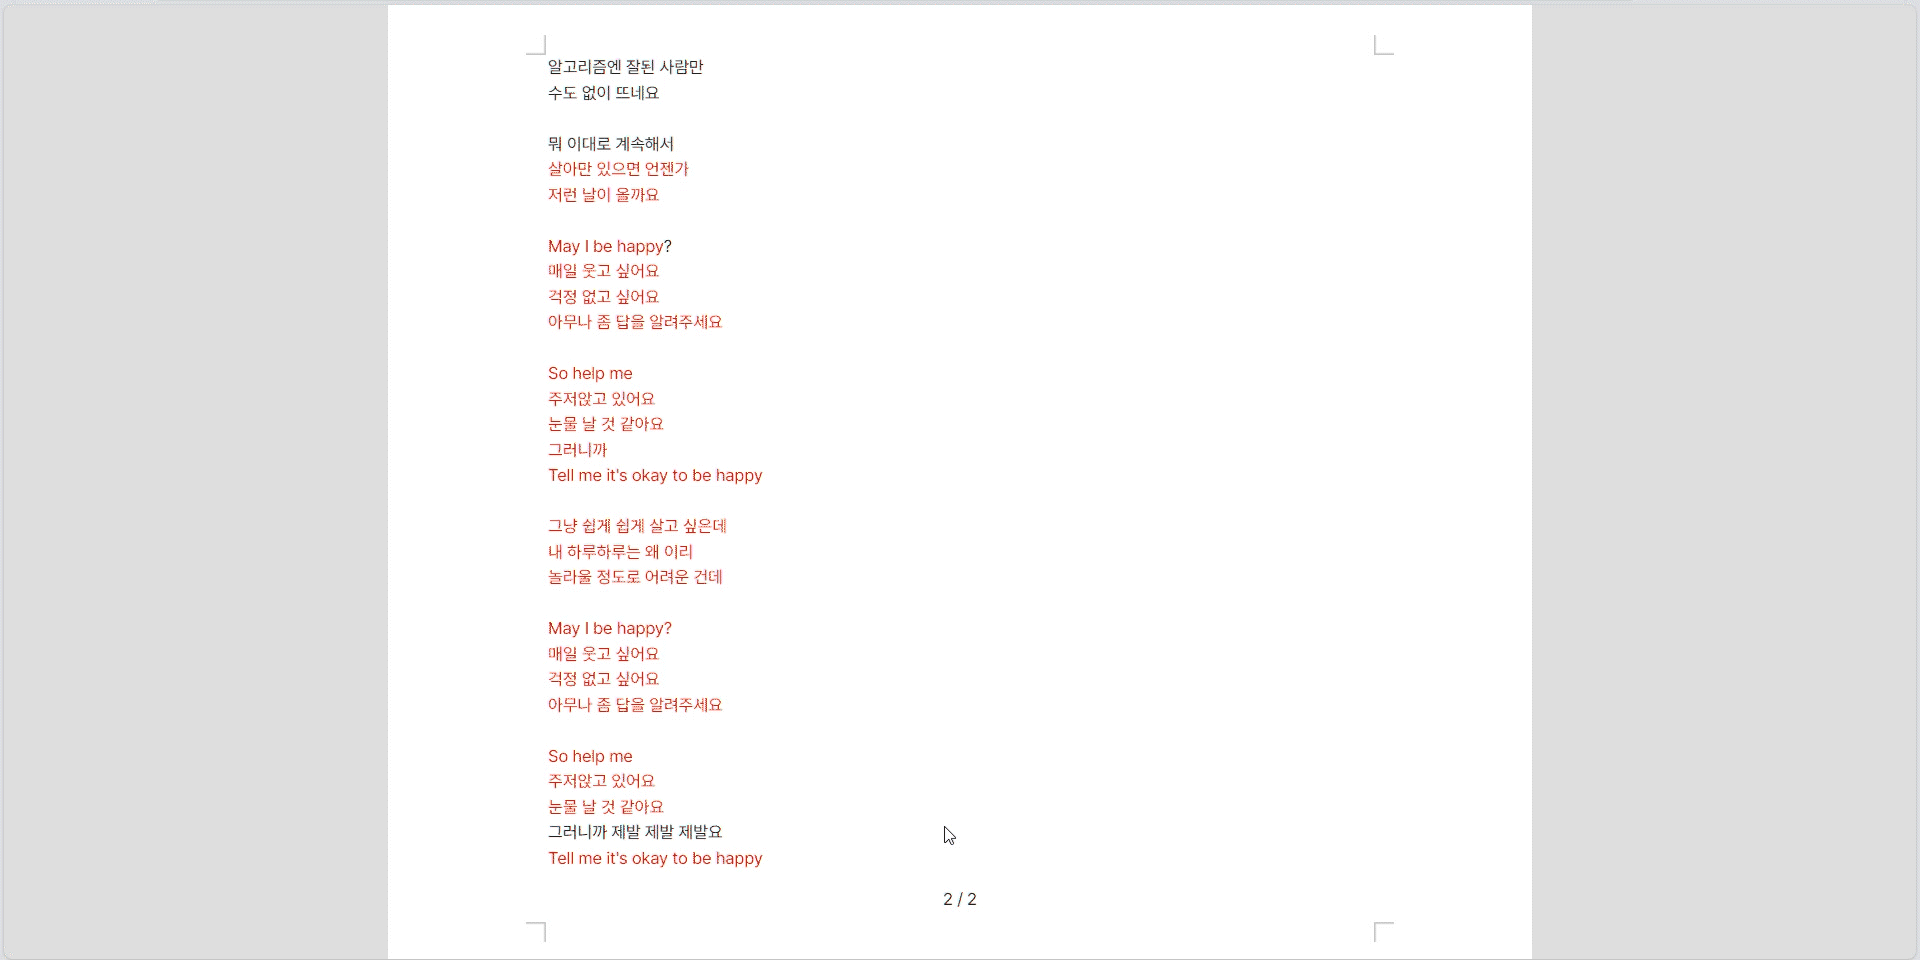 알고리즘엔 잘된 사람만
수도 없이 뜨네요
뭐 이대로 계속해서
살아만 있으면 언젠가
저런 날이 올까요
May I be happy?
매일 웃고 싶어요
걱정 없고 싶어요
아무나 좀 답을 알려주세요
So help me
주저앉고 있어요
눈물 날 것 같아요
그러니까
Tell me it's okay to be happy
그냥 쉽게 쉽게 살고 싶은데
내 하루하루는 왜 이리
놀라울 정도로 어려운 건데
May I be happy?
매일 웃고 싶어요
걱정 없고 싶어요
아무나 좀 답을 알려주세요
So help me
주저앉고 있어요
눈물 날 것 같아요
그러니까 제발 제발 제발요
Tell me it's okay to be happy
2 / 2